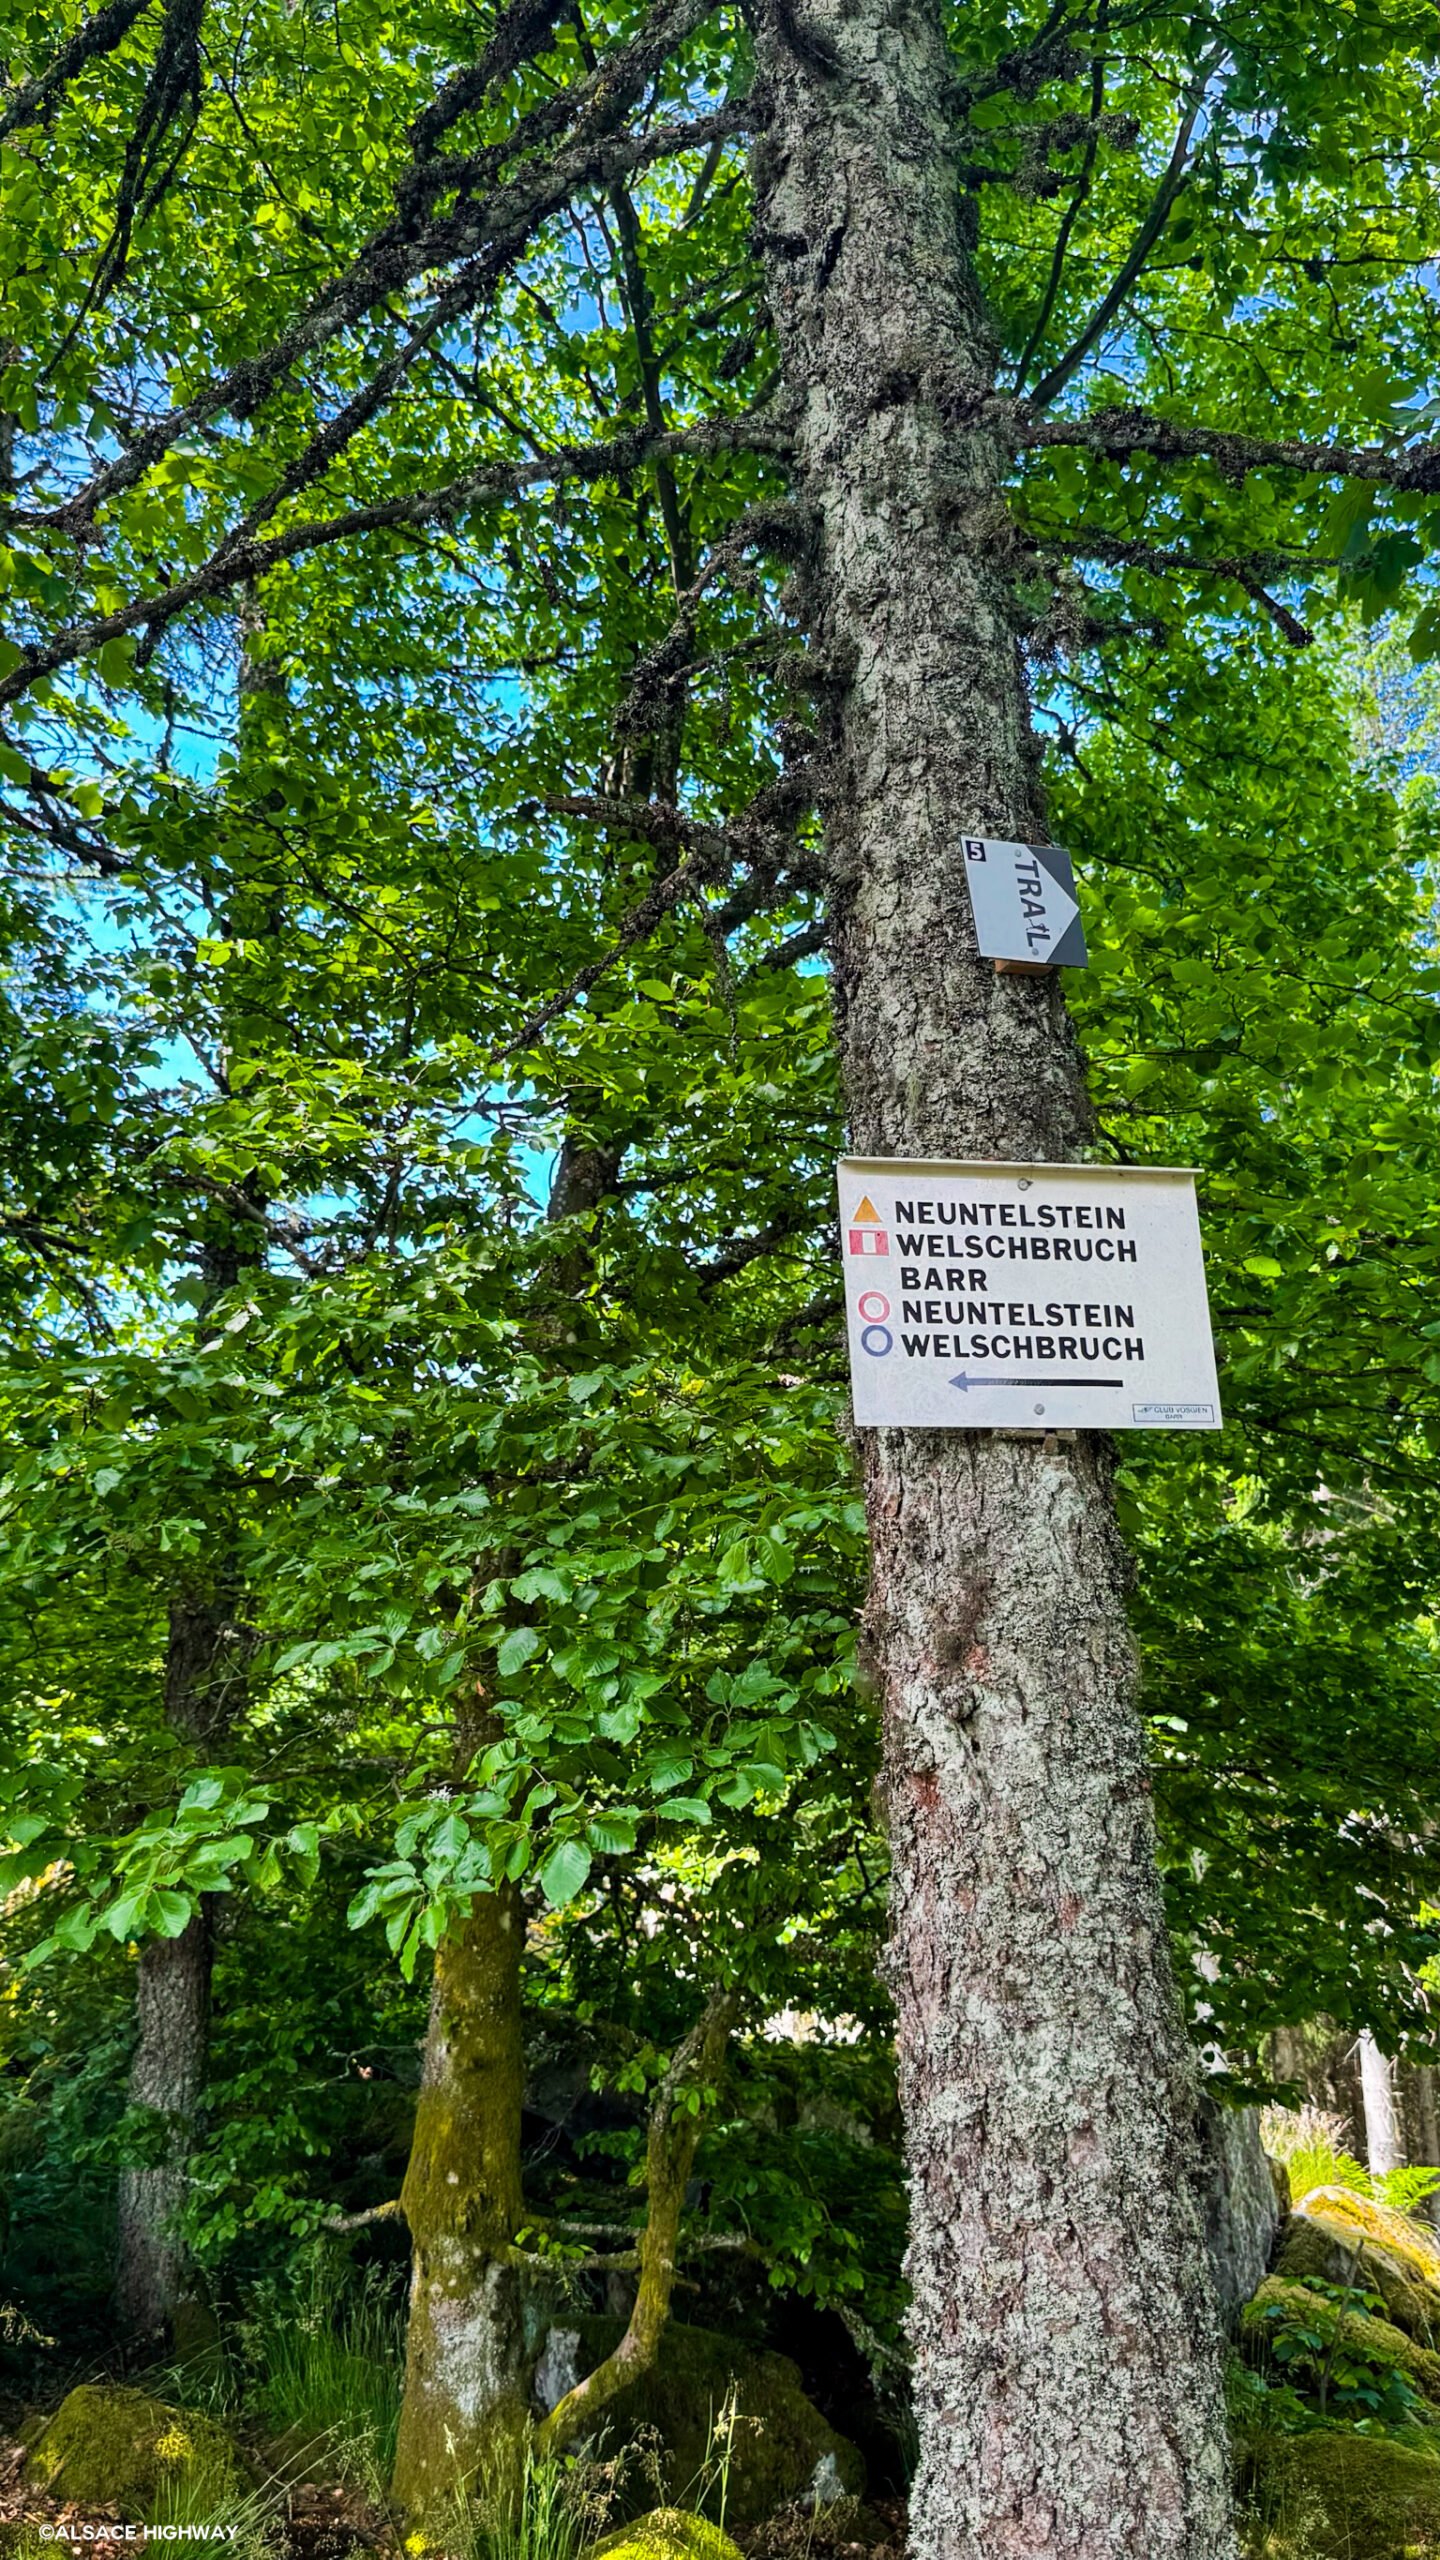 5
TRAIL
NEUNTELSTEIN
WELSCHBRUCH
BARR
NEUNTELSTEIN
WELSCHBRUCH
CLUB VOSGIEN
BARR
©ALSACE HIGHWAY